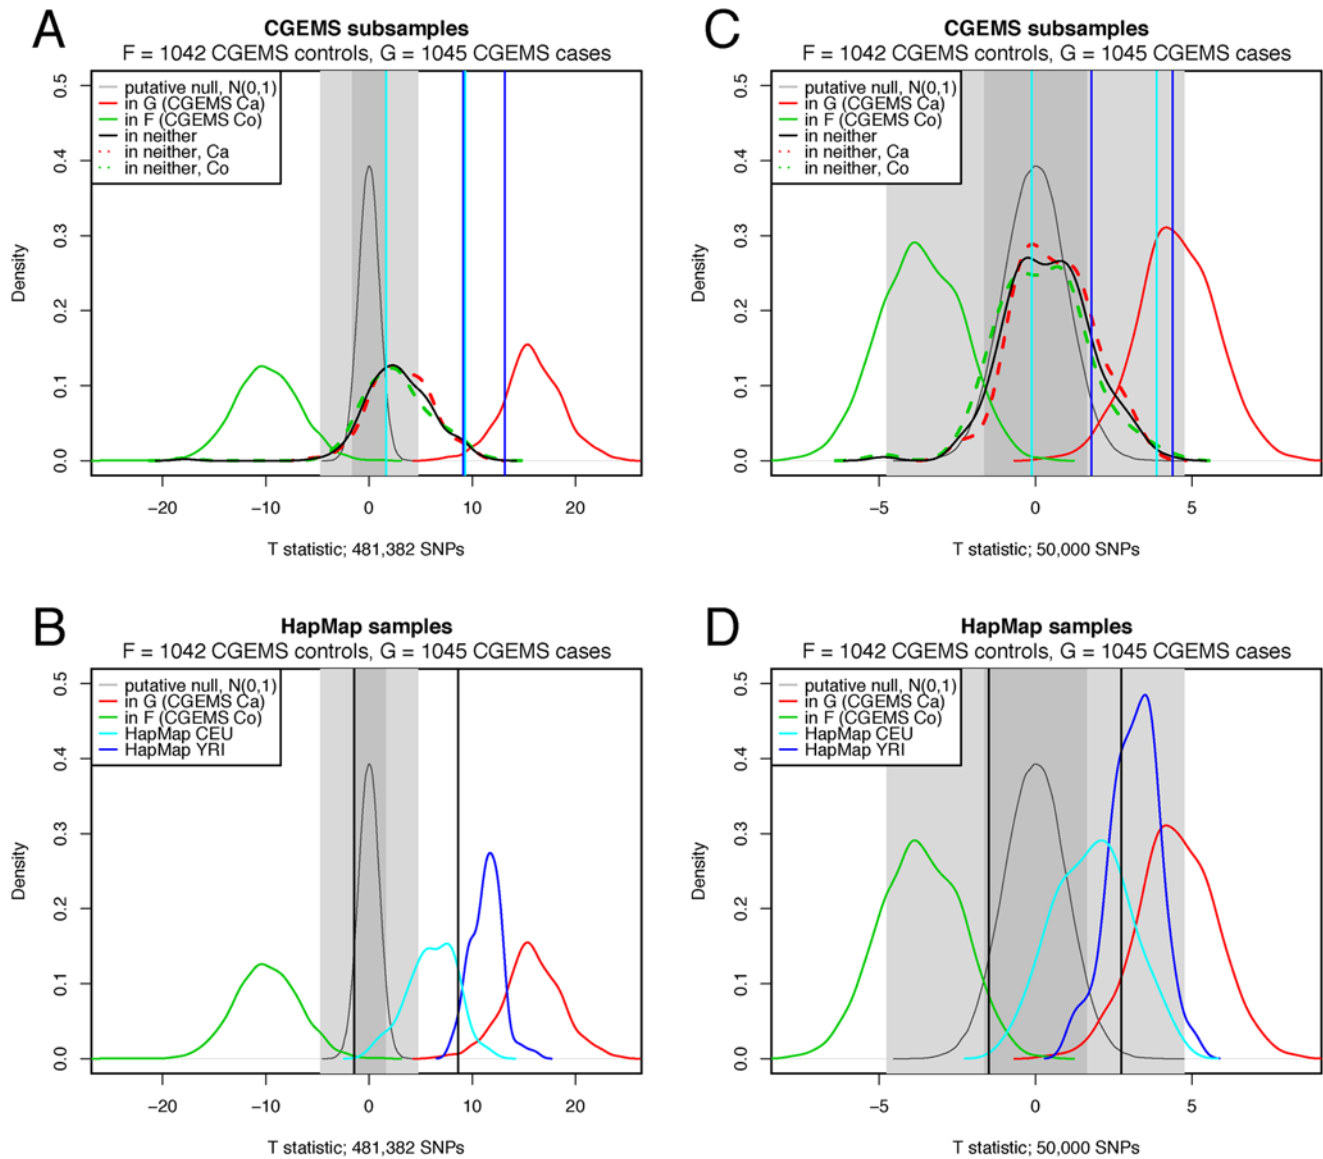 A
CGEMS subsamples
F = 1042 CGEMS controls, G = 1045 CGEMS cases
putative null, N(0,1)
in G (CGEMS Ca)
in F (CGEMS Co)
in neither
in neither, Ca
in neither, Co
Density
0.0
0.1
0.2
0.3
0.4
0.5
−20
−10
0
10
20
T statistic; 481,382 SNPs
C
CGEMS subsamples
F = 1042 CGEMS controls, G = 1045 CGEMS cases
putative null, N(0,1)
in G (CGEMS Ca)
in F (CGEMS Co)
in neither
in neither, Ca
in neither, Co
Density
0.0
0.1
0.2
0.3
0.4
0.5
−5
0
5
T statistic; 50,000 SNPs
B
HapMap samples
F = 1042 CGEMS controls, G = 1045 CGEMS cases
putative null, N(0,1)
in G (CGEMS Ca)
in F (CGEMS Co)
HapMap CEU
HapMap YRI
Density
0.0
0.1
0.2
0.3
0.4
0.5
−20
−10
0
10
20
T statistic; 481,382 SNPs
D
HapMap samples
F = 1042 CGEMS controls, G = 1045 CGEMS cases
putative null, N(0,1)
in G (CGEMS Ca)
in F (CGEMS Co)
HapMap CEU
HapMap YRI
Density
0.0
0.1
0.2
0.3
0.4
0.5
−5
0
5
T statistic; 50,000 SNPs